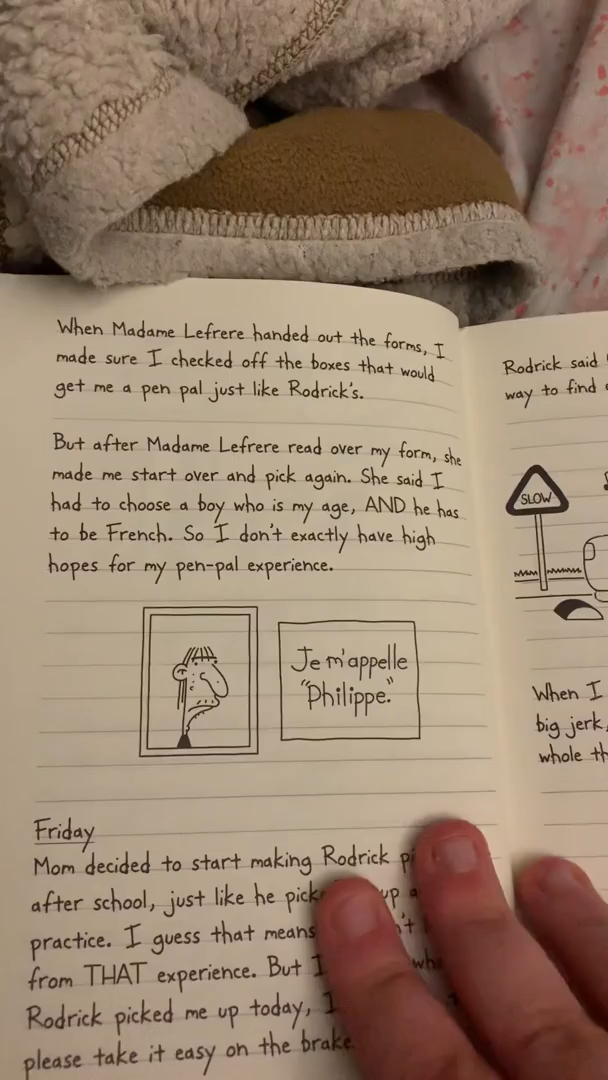 When Madame Lefrere handed out the forms, I
made sure I checked off the boxes that would
get me a pen pal just like Rodrick's.
But after Madame Lefrere read over my form, she
made me start over and pick again. She said I
had to choose a boy who is my age, AND he has
to be French. So I don't exactly have high
hopes for my pen-pal experience.
Je m'appelle
"Philippe."
Friday
Mom decided to start making Rodrick
after school, just like he up
practice. I guess that means
from THAT experience. But I
Rodrick picked me up today, I
please take it easy on the
Rodrick said
way to find
SLOW
When I
big jerk,
whole